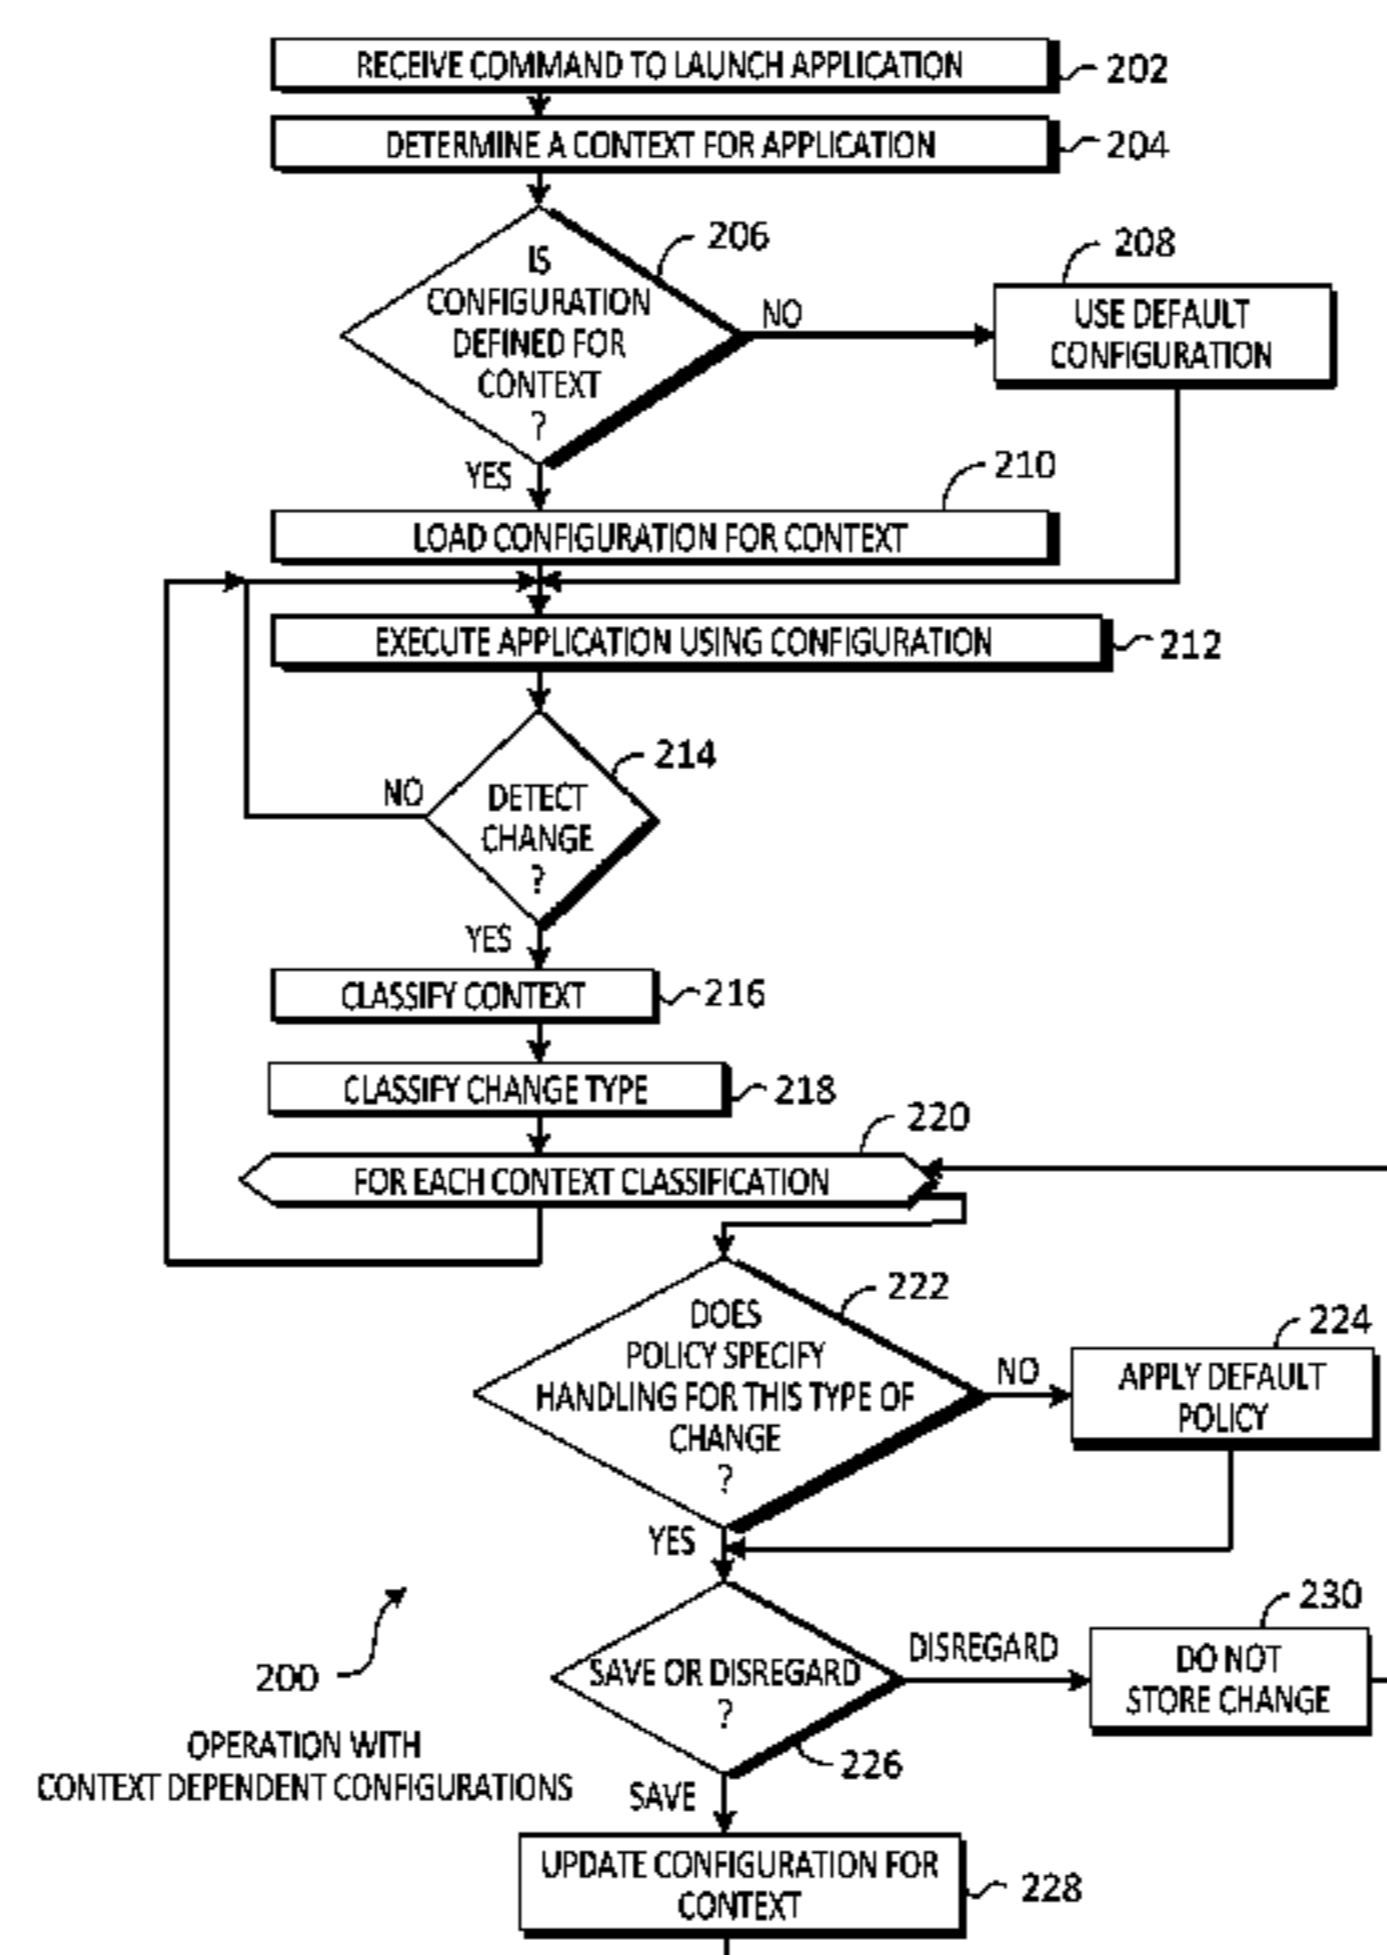 RECEIVE COMMAND TO LAUNCH APPLICATION
202
DETERMINE A CONTEXT FOR APPLICATION
204
206
IS
CONFIGURATION
DEFINED FOR
CONTEXT
?
NO
208
USE DEFAULT
CONFIGURATION
YES
210
LOAD CONFIGURATION FOR CONTEXT
EXECUTE APPLICATION USING CONFIGURATION
212
214
NO
DETECT
CHANGE
?
YES
CLASSIFY CONTEXT
216
CLASSIFY CHANGE TYPE
218
220
FOR EACH CONTEXT CLASSIFICATION
222
DOES
POLICY SPECIFY
HANDLING FOR THIS TYPE OF
CHANGE
?
NO
224
APPLY DEFAULT
POLICY
YES
SAVE OR DISREGARD
?
226
DISREGARD
230
DO NOT
STORE CHANGE
200
OPERATION WITH
CONTEXT DEPENDENT CONFIGURATIONS
SAVE
UPDATE CONFIGURATION FOR
CONTEXT
228